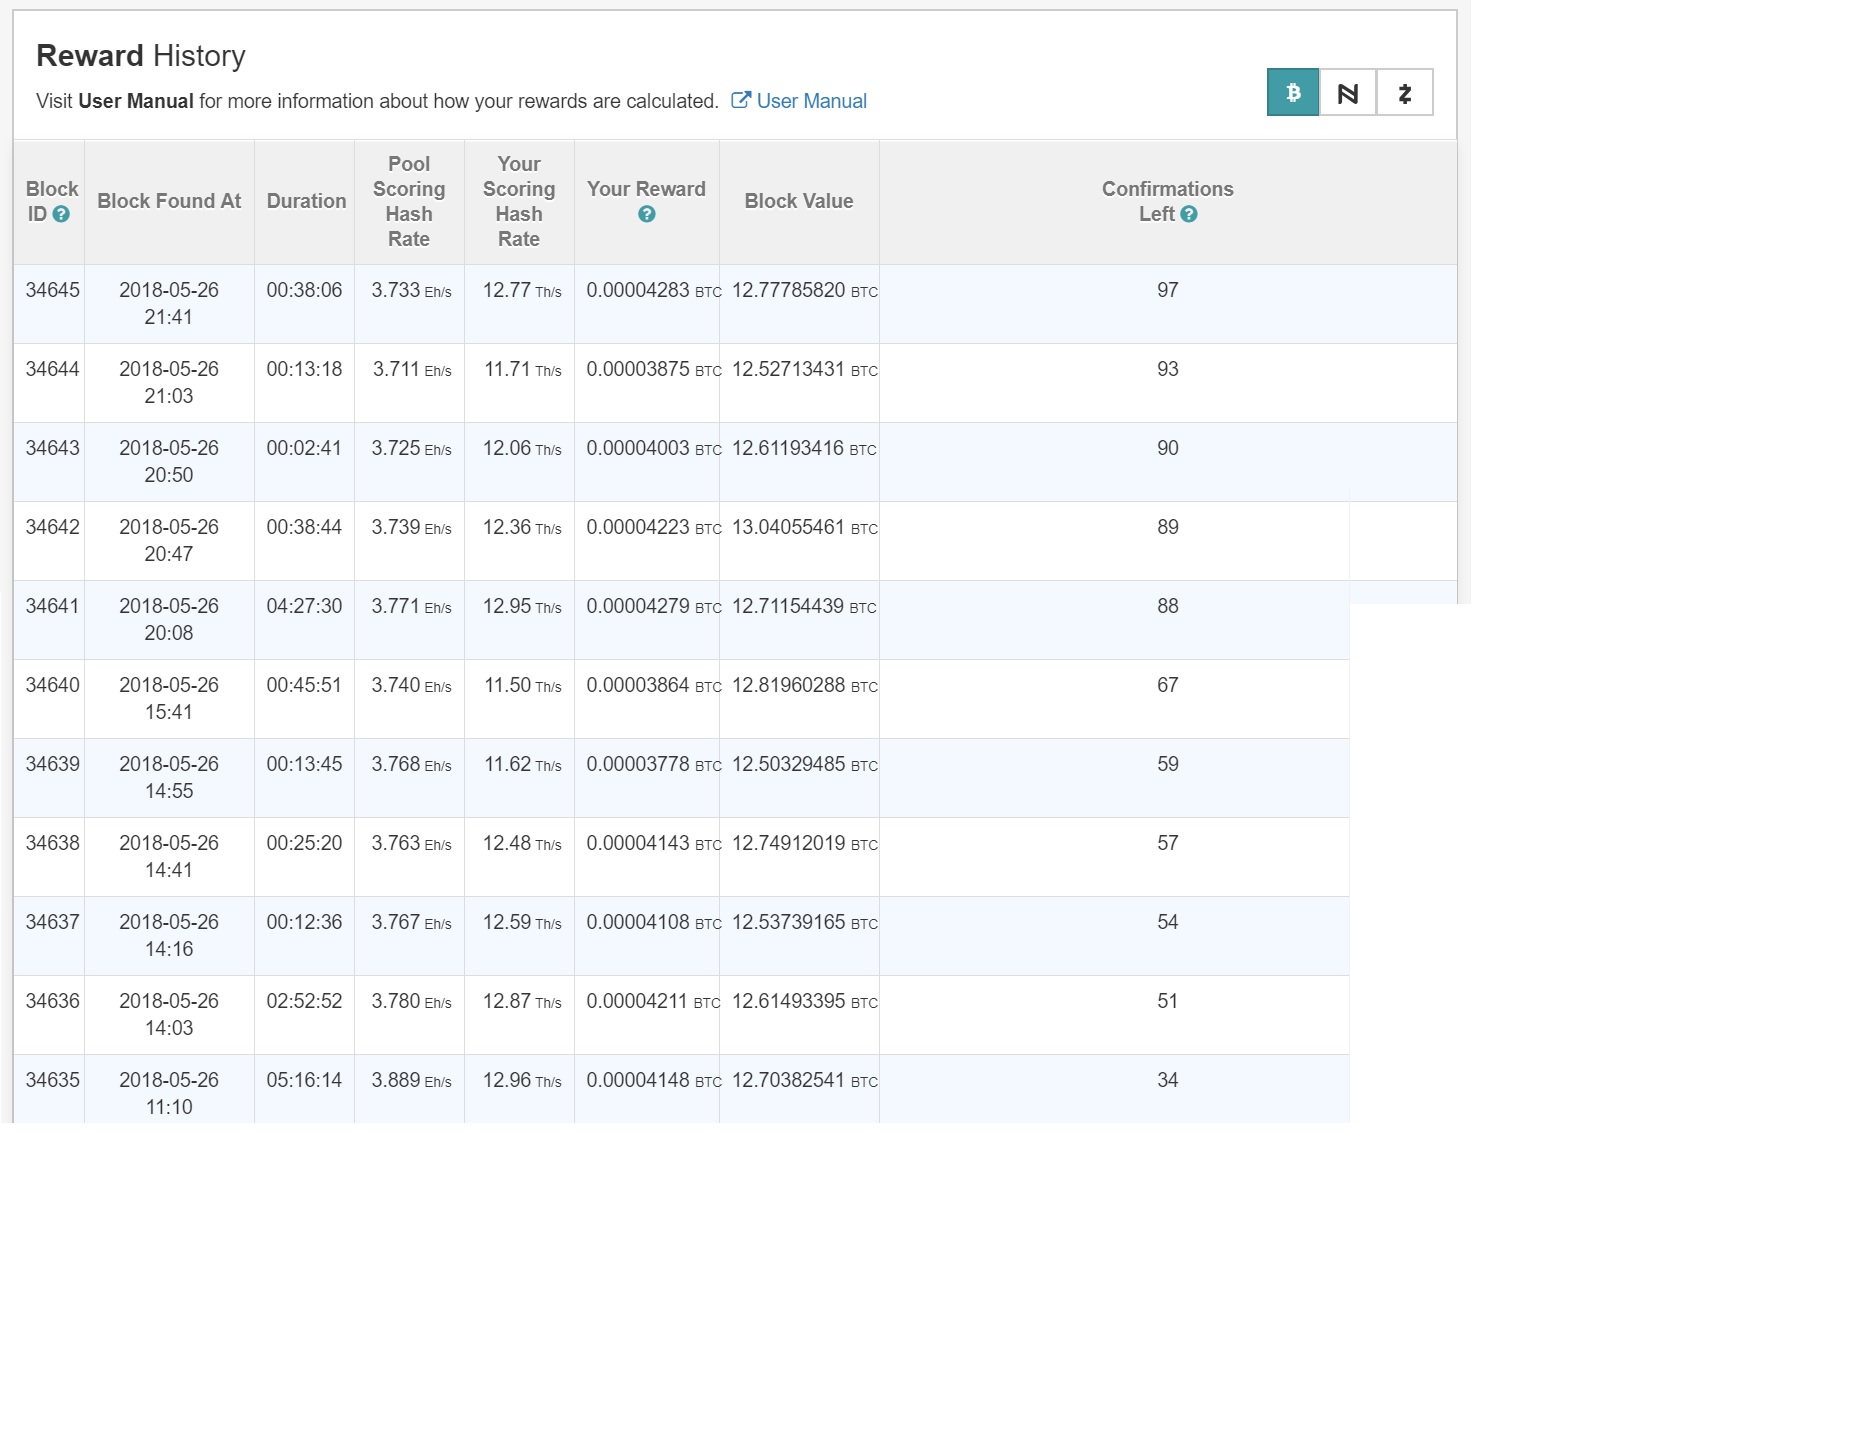 Reward History
Visit User Manual for more information about how your rewards are calculated. User Manual
Block ID
Block Found At
Duration
Pool Scoring Hash Rate
Your Scoring Hash Rate
Your Reward
Block Value
Confirmations Left
34645 2018-05-26 21:41 00:38:06 3.733 Eh/s 12.77 Th/s 0.00004283 BTC 12.77785820 BTC 97
34644 2018-05-26 21:03 00:13:18 3.711 Eh/s 11.71 Th/s 0.00003875 BTC 12.52713431 BTC 93
34643 2018-05-26 20:50 00:02:41 3.725 Eh/s 12.06 Th/s 0.00004003 BTC 12.61193416 BTC 90
34642 2018-05-26 20:47 00:38:44 3.739 Eh/s 12.36 Th/s 0.00004223 BTC 13.04055461 BTC 89
34641 2018-05-26 20:08 04:27:30 3.771 Eh/s 12.95 Th/s 0.00004279 BTC 12.71154439 BTC 88
34640 2018-05-26 15:41 00:45:51 3.740 Eh/s 11.50 Th/s 0.00003864 BTC 12.81960288 BTC 67
34639 2018-05-26 14:55 00:13:45 3.768 Eh/s 11.62 Th/s 0.00003778 BTC 12.50329485 BTC 59
34638 2018-05-26 14:41 00:25:20 3.763 Eh/s 12.48 Th/s 0.00004143 BTC 12.74912019 BTC 57
34637 2018-05-26 14:16 00:12:36 3.767 Eh/s 12.59 Th/s 0.00004108 BTC 12.53739165 BTC 54
34636 2018-05-26 14:03 02:52:52 3.780 Eh/s 12.87 Th/s 0.00004211 BTC 12.61493395 BTC 51
34635 2018-05-26 11:10 05:16:14 3.889 Eh/s 12.96 Th/s 0.00004148 BTC 12.70382541 BTC 34